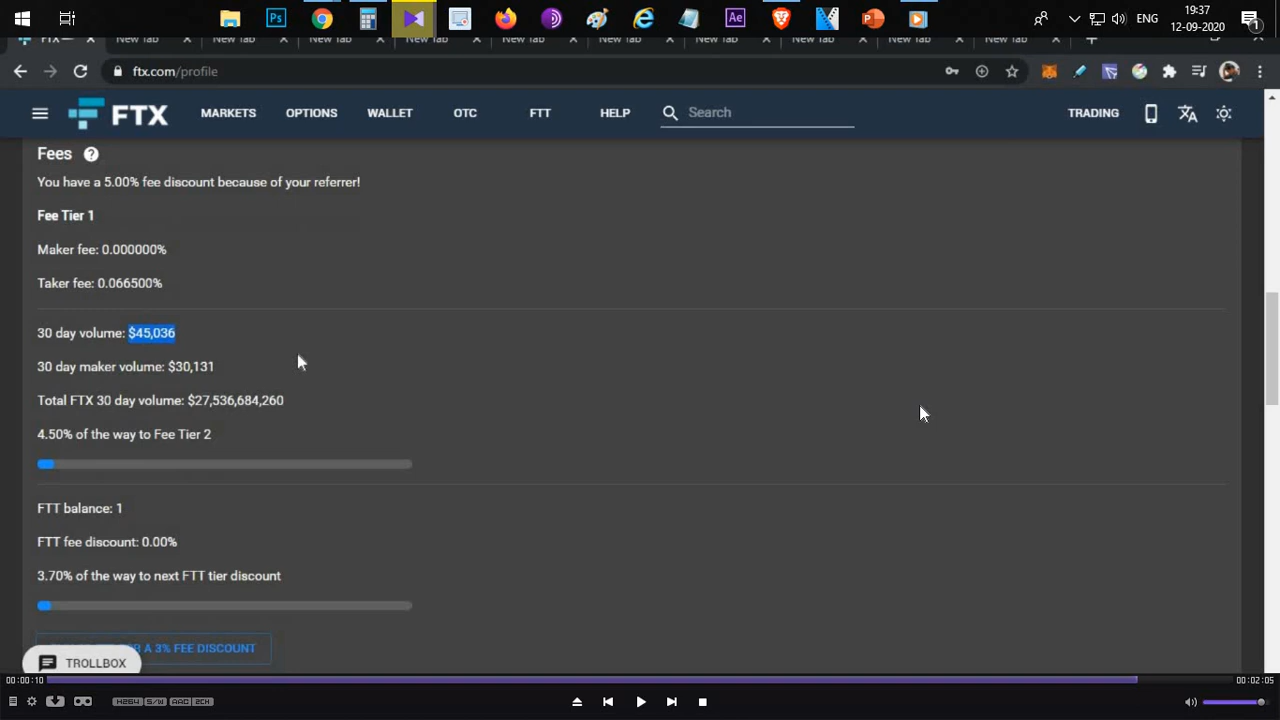 19:37
ENG
12-09-2020
Ps
Ae
FTX
New Tab
New Tab
New Tab
New Tab
New Tab
New Tab
New Tab
New Tab
New Tab
New Tab
ftx.com/profile
FTX MARKETS OPTIONS WALLET OTC FTT HELP Search TRADING
Fees ?
You have a 5.00% fee discount because of your referrer!
Fee Tier 1
Maker fee: 0.000000%
Taker fee: 0.066500%
30 day volume: $45,036
30 day maker volume: $30,131
Total FTX 30 day volume: $27,536,684,260
4.50% of the way to Fee Tier 2
FTT balance: 1
FTT fee discount: 0.00%
3.70% of the way to next FTT tier discount
A 3% FEE DISCOUNT
TROLLBOX
00:00:10 00:02:05
H264 S/W AAC 2CH